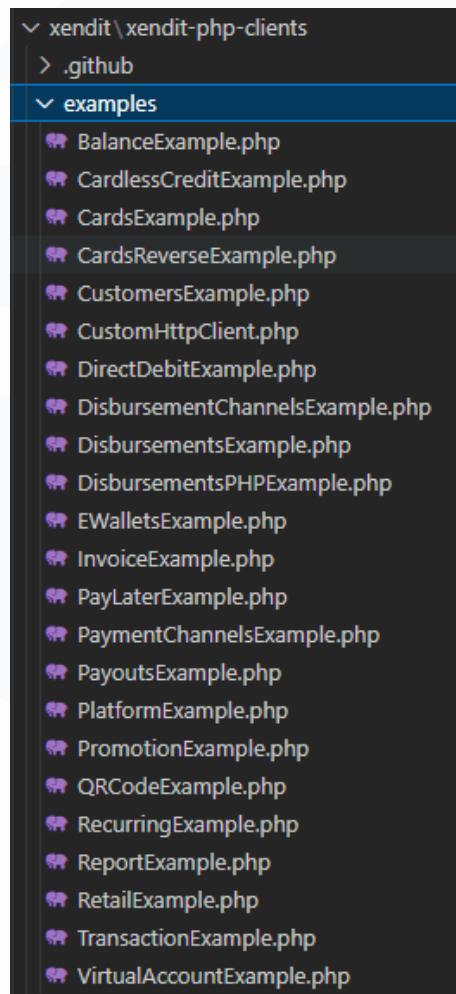 xendit\xendit-php-clients
.github
examples
BalanceExample.php
CardlessCreditExample.php
CardsExample.php
CardsReverseExample.php
CustomersExample.php
CustomHttpClient.php
DirectDebitExample.php
DisbursementChannelsExample.php
DisbursementsExample.php
DisbursementsPHPExample.php
EWalletsExample.php
InvoiceExample.php
PayLaterExample.php
PaymentChannelsExample.php
PayoutsExample.php
PlatformExample.php
PromotionExample.php
QRCodeExample.php
RecurringExample.php
ReportExample.php
RetailExample.php
TransactionExample.php
VirtualAccountExample.php